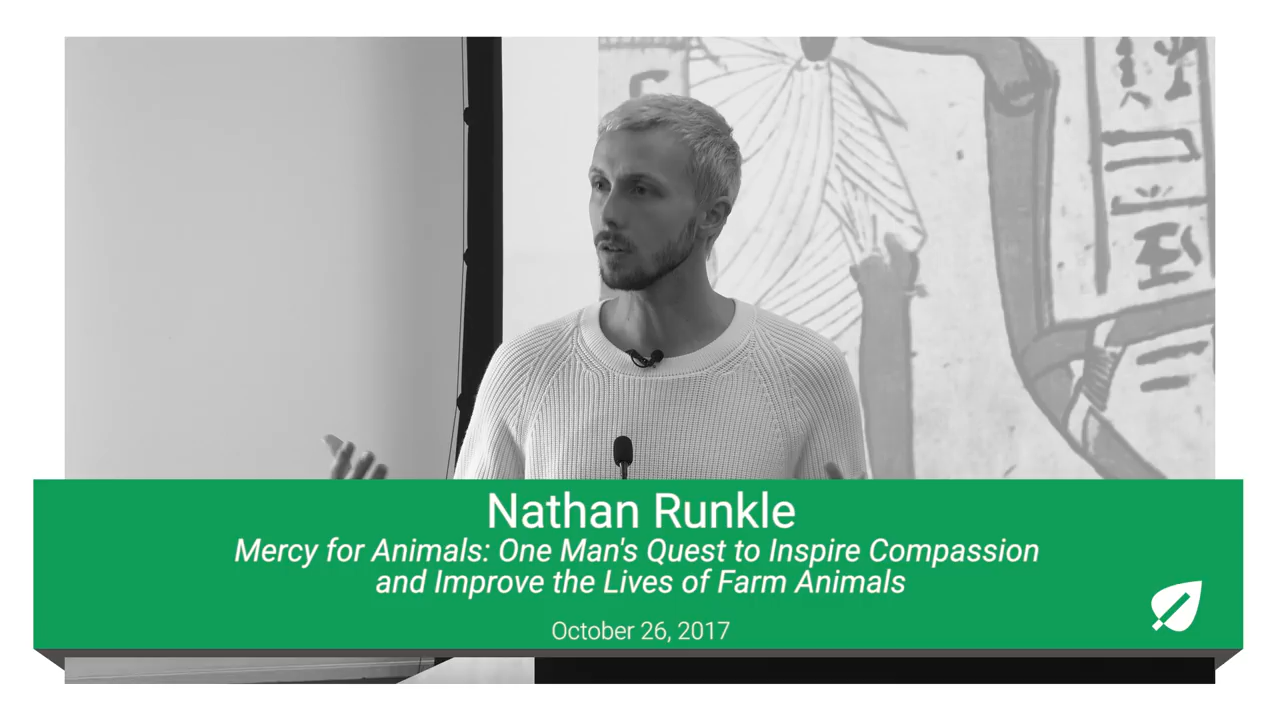 Nathan Runkle
Mercy for Animals: One Man's Quest to Inspire Compassion
and Improve the Lives of Farm Animals
October 26, 2017